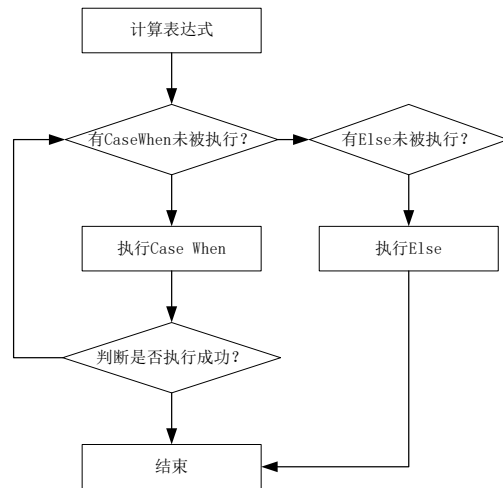 计算表达式
有CaseWhen未被执行？
有Else未被执行？
执行Case When
执行Else
判断是否执行成功？
结束